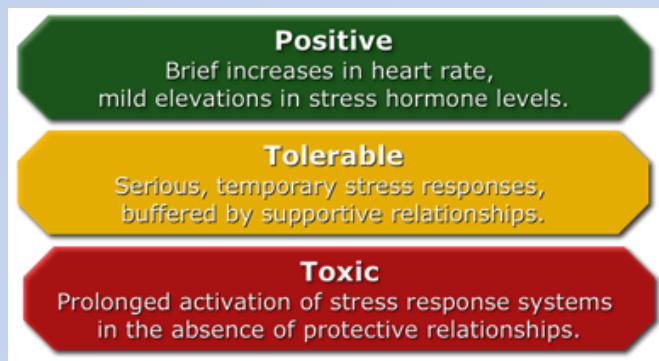 Positive
Brief increases in heart rate,
mild elevations in stress hormone levels.
Tolerable
Serious, temporary stress responses,
buffered by supportive relationships.
Toxic
Prolonged activation of stress response systems
in the absence of protective relationships.